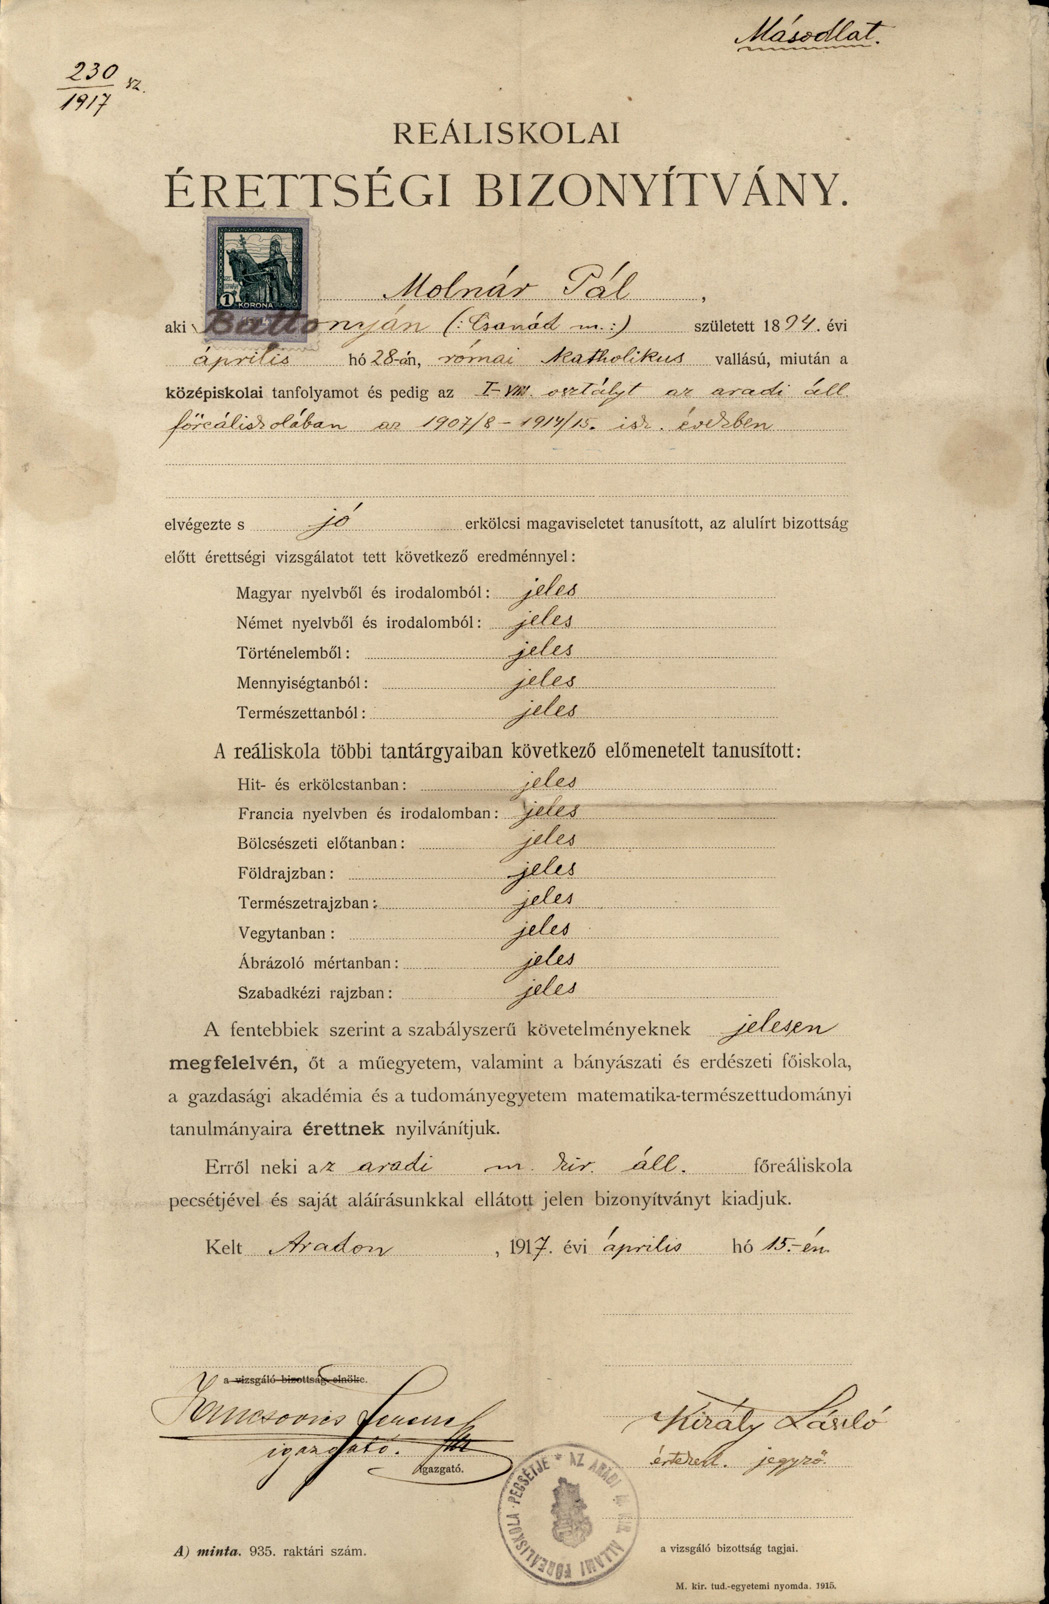 Másodlat.
230 sz.
1917
REÁLISKOLAI
ÉRETTSÉGI BIZONYÍTVÁNY.
1 KORONA
Molnár Pál,
aki Battonyán (: Csanád m.:) született 1894. évi
április hó 28-án, római katholikus vallású, miután a
középiskolai tanfolyamot és pedig az I-VIII. osztályt az aradi áll.
főreáliskolában az 1907/8 - 1914/15. isk. években
elvégezte s jó erkölcsi magaviseletet tanusított, az alulírt bizottság
előtt érettségi vizsgálatot tett következő eredménnyel:
Magyar nyelvből és irodalomból: jeles
Német nyelvből és irodalomból: jeles
Történelemből: jeles
Mennyiségtanból: jeles
Természettanból: jeles
A reáliskola többi tantárgyaiban következő előmenetelt tanusított:
Hit- és erkölcstanban: jeles
Francia nyelvben és irodalomban: jeles
Bölcsészeti előtanban: jeles
Földrajzban: jeles
Természetrajzban: jeles
Vegytanban: jeles
Ábrázoló mértanban: jeles
Szabadkézi rajzban: jeles
A fentebbiek szerint a szabályszerű követelményeknek jelesen
megfelelvén, őt a műegyetem, valamint a bányászati és erdészeti főiskola,
a gazdasági akadémia és a tudományegyetem matematika-természettudományi
tanulmányaira érettnek nyilvánítjuk.
Erről neki az aradi m. kir. áll. főreáliskola
pecsétjével és saját aláírásunkkal ellátott jelen bizonyítványt kiadjuk.
Kelt Aradon, 1917. évi április hó 15.-én
a vizsgáló bizottság elnöke.
Ferenc
igazgató.
igazgató.
Király László
értekezl. jegyző.
PECSÉTJE * AZ ARADI M. KIR. ÁLLAMI FŐREÁLISKOLA
A) minta. 935. raktári szám.
a vizsgáló bizottság tagjai.
M. kir. tud.-egyetemi nyomda. 1915.